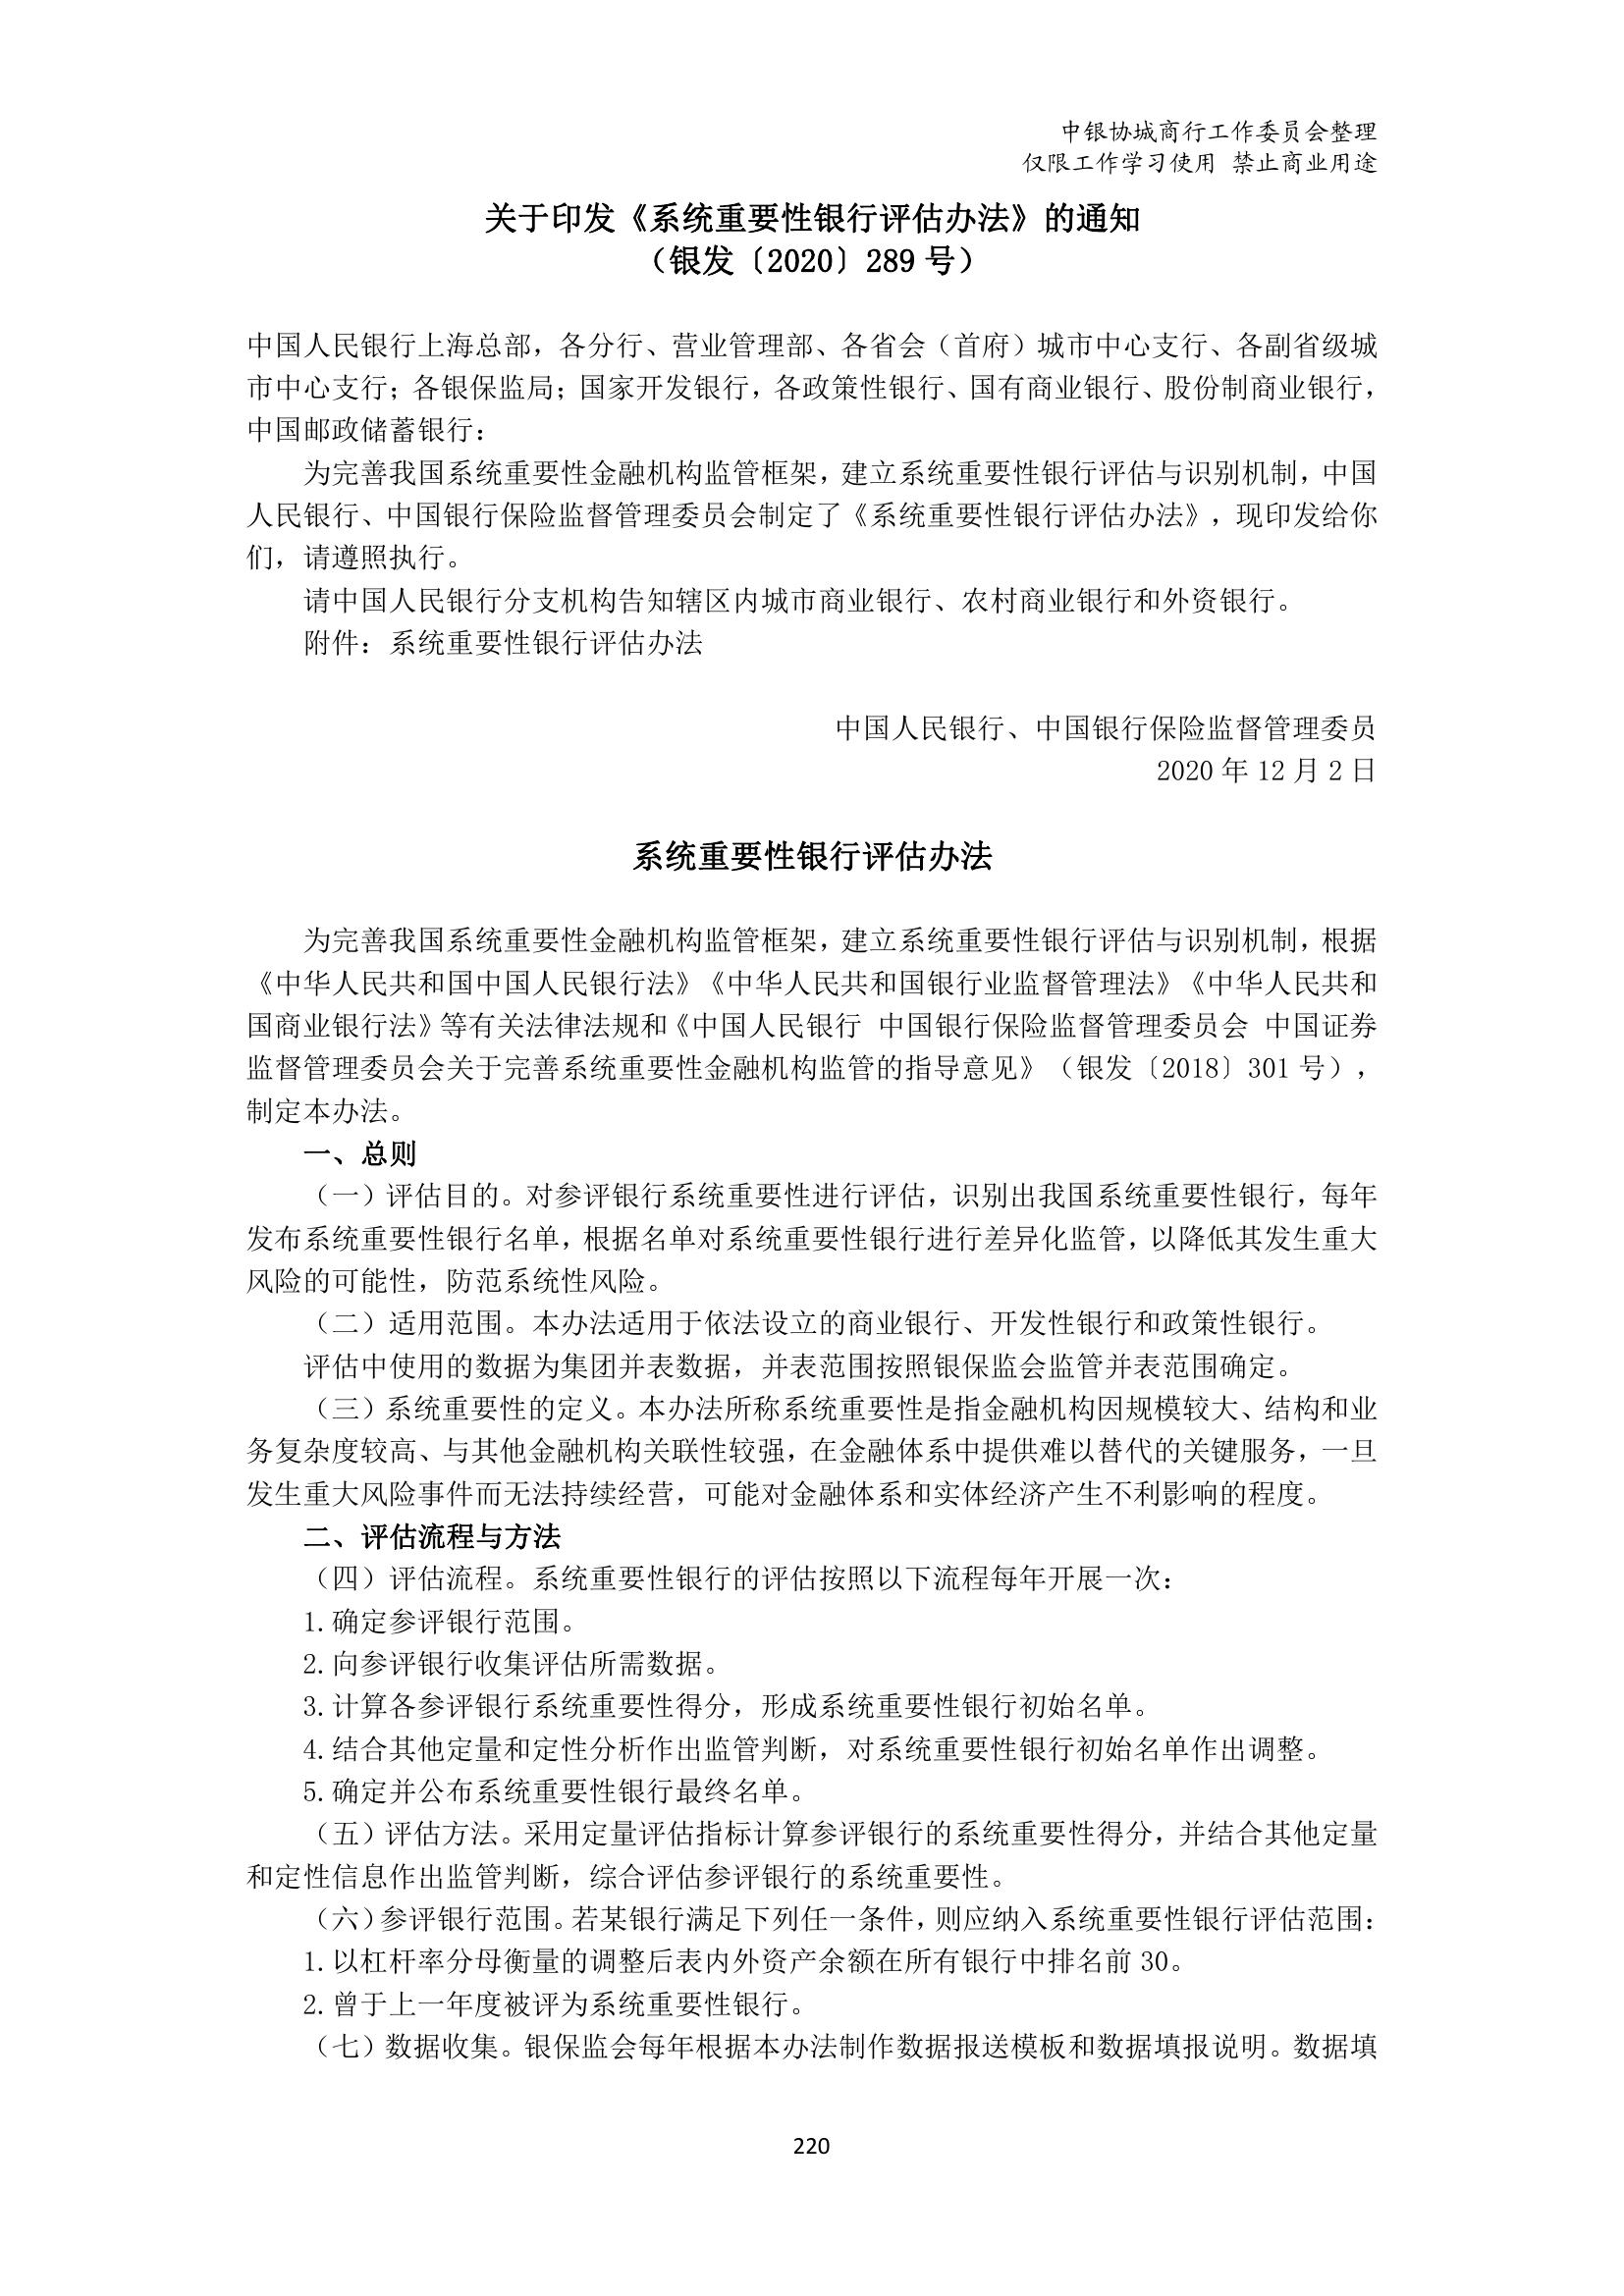 中银协城商行工作委员会整理
仅限工作学习使用 禁止商业用途
关于印发《系统重要性银行评估办法》的通知
（银发〔2020〕289 号）
中国人民银行上海总部，各分行、营业管理部、各省会（首府）城市中心支行、各副省级城
市中心支行；各银保监局；国家开发银行，各政策性银行、国有商业银行、股份制商业银行，
中国邮政储蓄银行：
为完善我国系统重要性金融机构监管框架，建立系统重要性银行评估与识别机制，中国
人民银行、中国银行保险监督管理委员会制定了《系统重要性银行评估办法》，现印发给你
们，请遵照执行。
请中国人民银行分支机构告知辖区内城市商业银行、农村商业银行和外资银行。
附件：系统重要性银行评估办法
中国人民银行、中国银行保险监督管理委员
2020 年 12 月 2 日
系统重要性银行评估办法
为完善我国系统重要性金融机构监管框架，建立系统重要性银行评估与识别机制，根据
《中华人民共和国中国人民银行法》《中华人民共和国银行业监督管理法》《中华人民共和
国商业银行法》等有关法律法规和《中国人民银行 中国银行保险监督管理委员会 中国证券
监督管理委员会关于完善系统重要性金融机构监管的指导意见》（银发〔2018〕301 号），
制定本办法。
一、总则
（一）评估目的。对参评银行系统重要性进行评估，识别出我国系统重要性银行，每年
发布系统重要性银行名单，根据名单对系统重要性银行进行差异化监管，以降低其发生重大
风险的可能性，防范系统性风险。
（二）适用范围。本办法适用于依法设立的商业银行、开发性银行和政策性银行。
评估中使用的数据为集团并表数据，并表范围按照银保监会监管并表范围确定。
（三）系统重要性的定义。本办法所称系统重要性是指金融机构因规模较大、结构和业
务复杂度较高、与其他金融机构关联性较强，在金融体系中提供难以替代的关键服务，一旦
发生重大风险事件而无法持续经营，可能对金融体系和实体经济产生不利影响的程度。
二、评估流程与方法
（四）评估流程。系统重要性银行的评估按照以下流程每年开展一次：
1.确定参评银行范围。
2.向参评银行收集评估所需数据。
3.计算各参评银行系统重要性得分，形成系统重要性银行初始名单。
4.结合其他定量和定性分析作出监管判断，对系统重要性银行初始名单作出调整。
5.确定并公布系统重要性银行最终名单。
（五）评估方法。采用定量评估指标计算参评银行的系统重要性得分，并结合其他定量
和定性信息作出监管判断，综合评估参评银行的系统重要性。
（六）参评银行范围。若某银行满足下列任一条件，则应纳入系统重要性银行评估范围：
1.以杠杆率分母衡量的调整后表内外资产余额在所有银行中排名前 30。
2.曾于上一年度被评为系统重要性银行。
（七）数据收集。银保监会每年根据本办法制作数据报送模板和数据填报说明。数据填
220